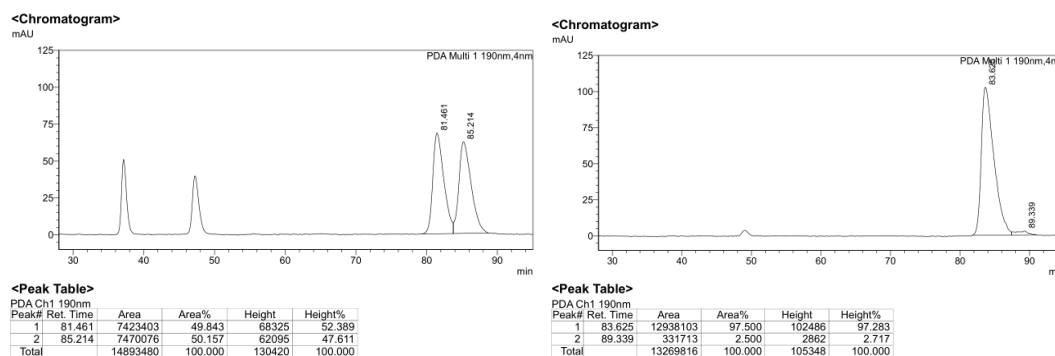 <Chromatogram>
mAU
PDA Multi 1 190nm,4nm
125
100
75
50
25
0
81.461
85.214
30 40 50 60 70 80 90
min
<Peak Table>
PDA Ch1 190nm
Peak# Ret. Time Area Area% Height Height%
1 81.461 7423403 49.843 68325 52.389
2 85.214 7470076 50.157 62095 47.611
Total 14893480 100.000 130420 100.000
<Chromatogram>
mAU
PDA Multi 1 190nm,4n
125
100
75
50
25
0
89.339
30 40 50 60 70 80 90
m
<Peak Table>
PDA Ch1 190nm
Peak# Ret. Time Area Area% Height Height%
1 83.625 12938103 97.500 102486 97.283
2 89.339 331713 2.500 2862 2.717
Total 13269816 100.000 105348 100.000